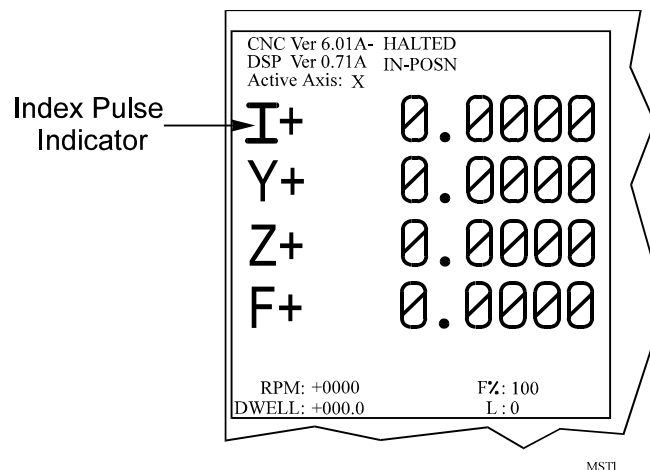 CNC Ver 6.01A- HALTED
DSP Ver 0.71A IN-POSN
Active Axis: X
Index Pulse
Indicator
I+ 0.0000
Y+ 0.0000
Z+ 0.0000
F+ 0.0000
RPM: +0000 F%: 100
DWELL: +000.0 L: 0